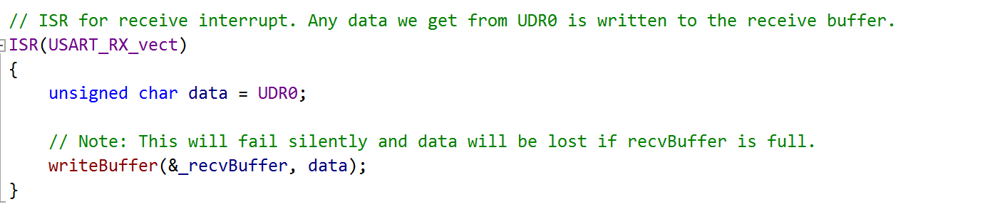 // ISR for receive interrupt. Any data we get from UDR0 is written to the receive buffer.
ISR(USART_RX_vect)
{
    unsigned char data = UDR0;

    // Note: This will fail silently and data will be lost if recvBuffer is full.
    writeBuffer(&_recvBuffer, data);
}